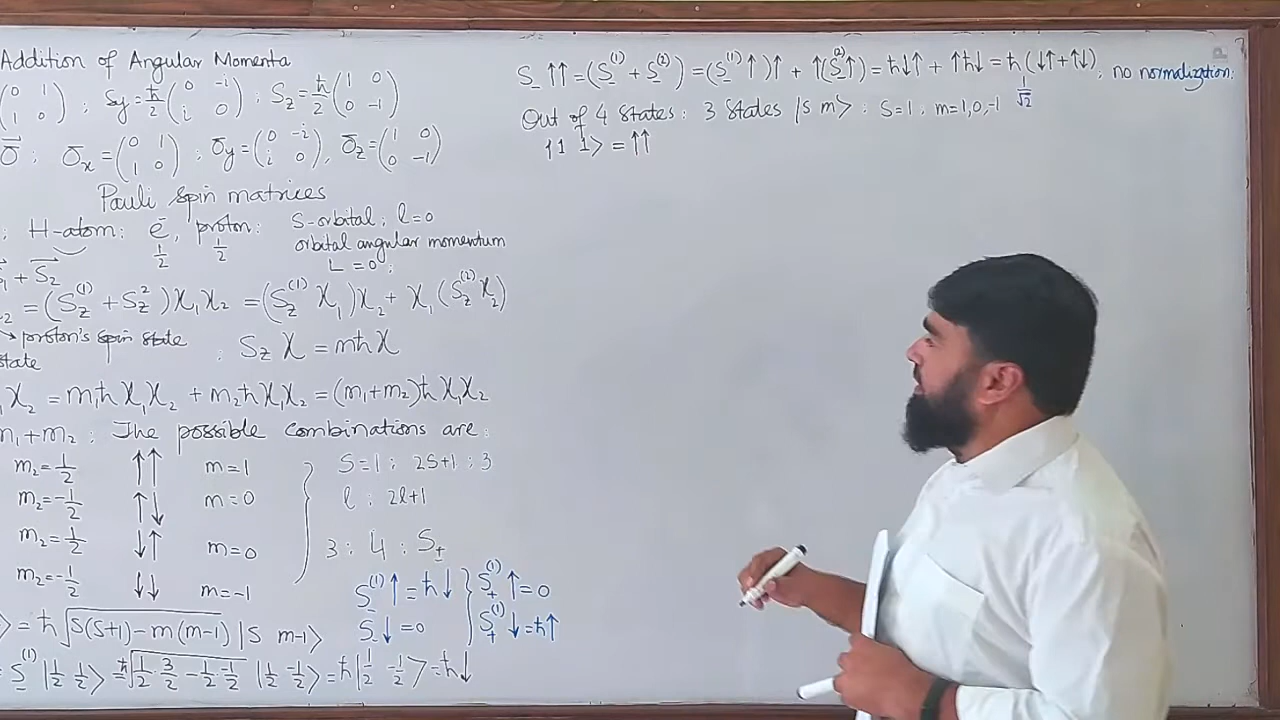 Addition of Angular Momenta
(0 1 / 1 0) ; Sy = ħ/2 (0 -i / i 0) ; Sz = ħ/2 (1 0 / 0 -1)
σ⃗ : σx = (0 1 / 1 0) ; σy = (0 -i / i 0), σz = (1 0 / 0 -1)
Pauli spin matrices
: H-atom: e⁻, proton: S-orbital; l=0
1/2 1/2 orbital angular momentum
L=0;
+ S⃗₂
= (Sz⁽¹⁾ + Sz²) χ₁χ₂ = (Sz⁽¹⁾ χ₁)χ₂ + χ₁(Sz⁽²⁾ χ₂)
→ proton's spin state : Sz χ = mħχ
state
χ₂ = m₁ħ χ₁χ₂ + m₂ħ χ₁χ₂ = (m₁+m₂)ħ χ₁χ₂
m₁+m₂ : The possible combinations are:
m₂=1/2 ↑↑ m=1 S=1 : 2S+1 : 3
m₂=-1/2 ↑↓ m=0 l : 2l+1
m₂=1/2 ↓↑ m=0 3 : 4 : S±
m₂=-1/2 ↓↓ m=-1
S₋⁽¹⁾↑ = ħ↓ } S₊⁽¹⁾↑ = 0
S₋↓ = 0 S₊⁽¹⁾↓ = ħ↑
> = ħ√(S(S+1)-m(m-1)) |S m-1>
= S₋⁽¹⁾ |1/2 1/2> = ħ√(1/2·3/2 - 1/2·-1/2) |1/2 -1/2> = ħ|1/2 -1/2> = ħ↓
S₋ ↑↑ = (S₋⁽¹⁾ + S₋⁽²⁾) = (S₋⁽¹⁾↑)↑ + ↑(S₋⁽²⁾↑) = ħ↓↑ + ↑ħ↓ = ħ(↓↑+↑↓) ; no normalization:
1/√2
Out of 4 states: 3 states |s m> : S=1 : m=1,0,-1
|1 1> = ↑↑